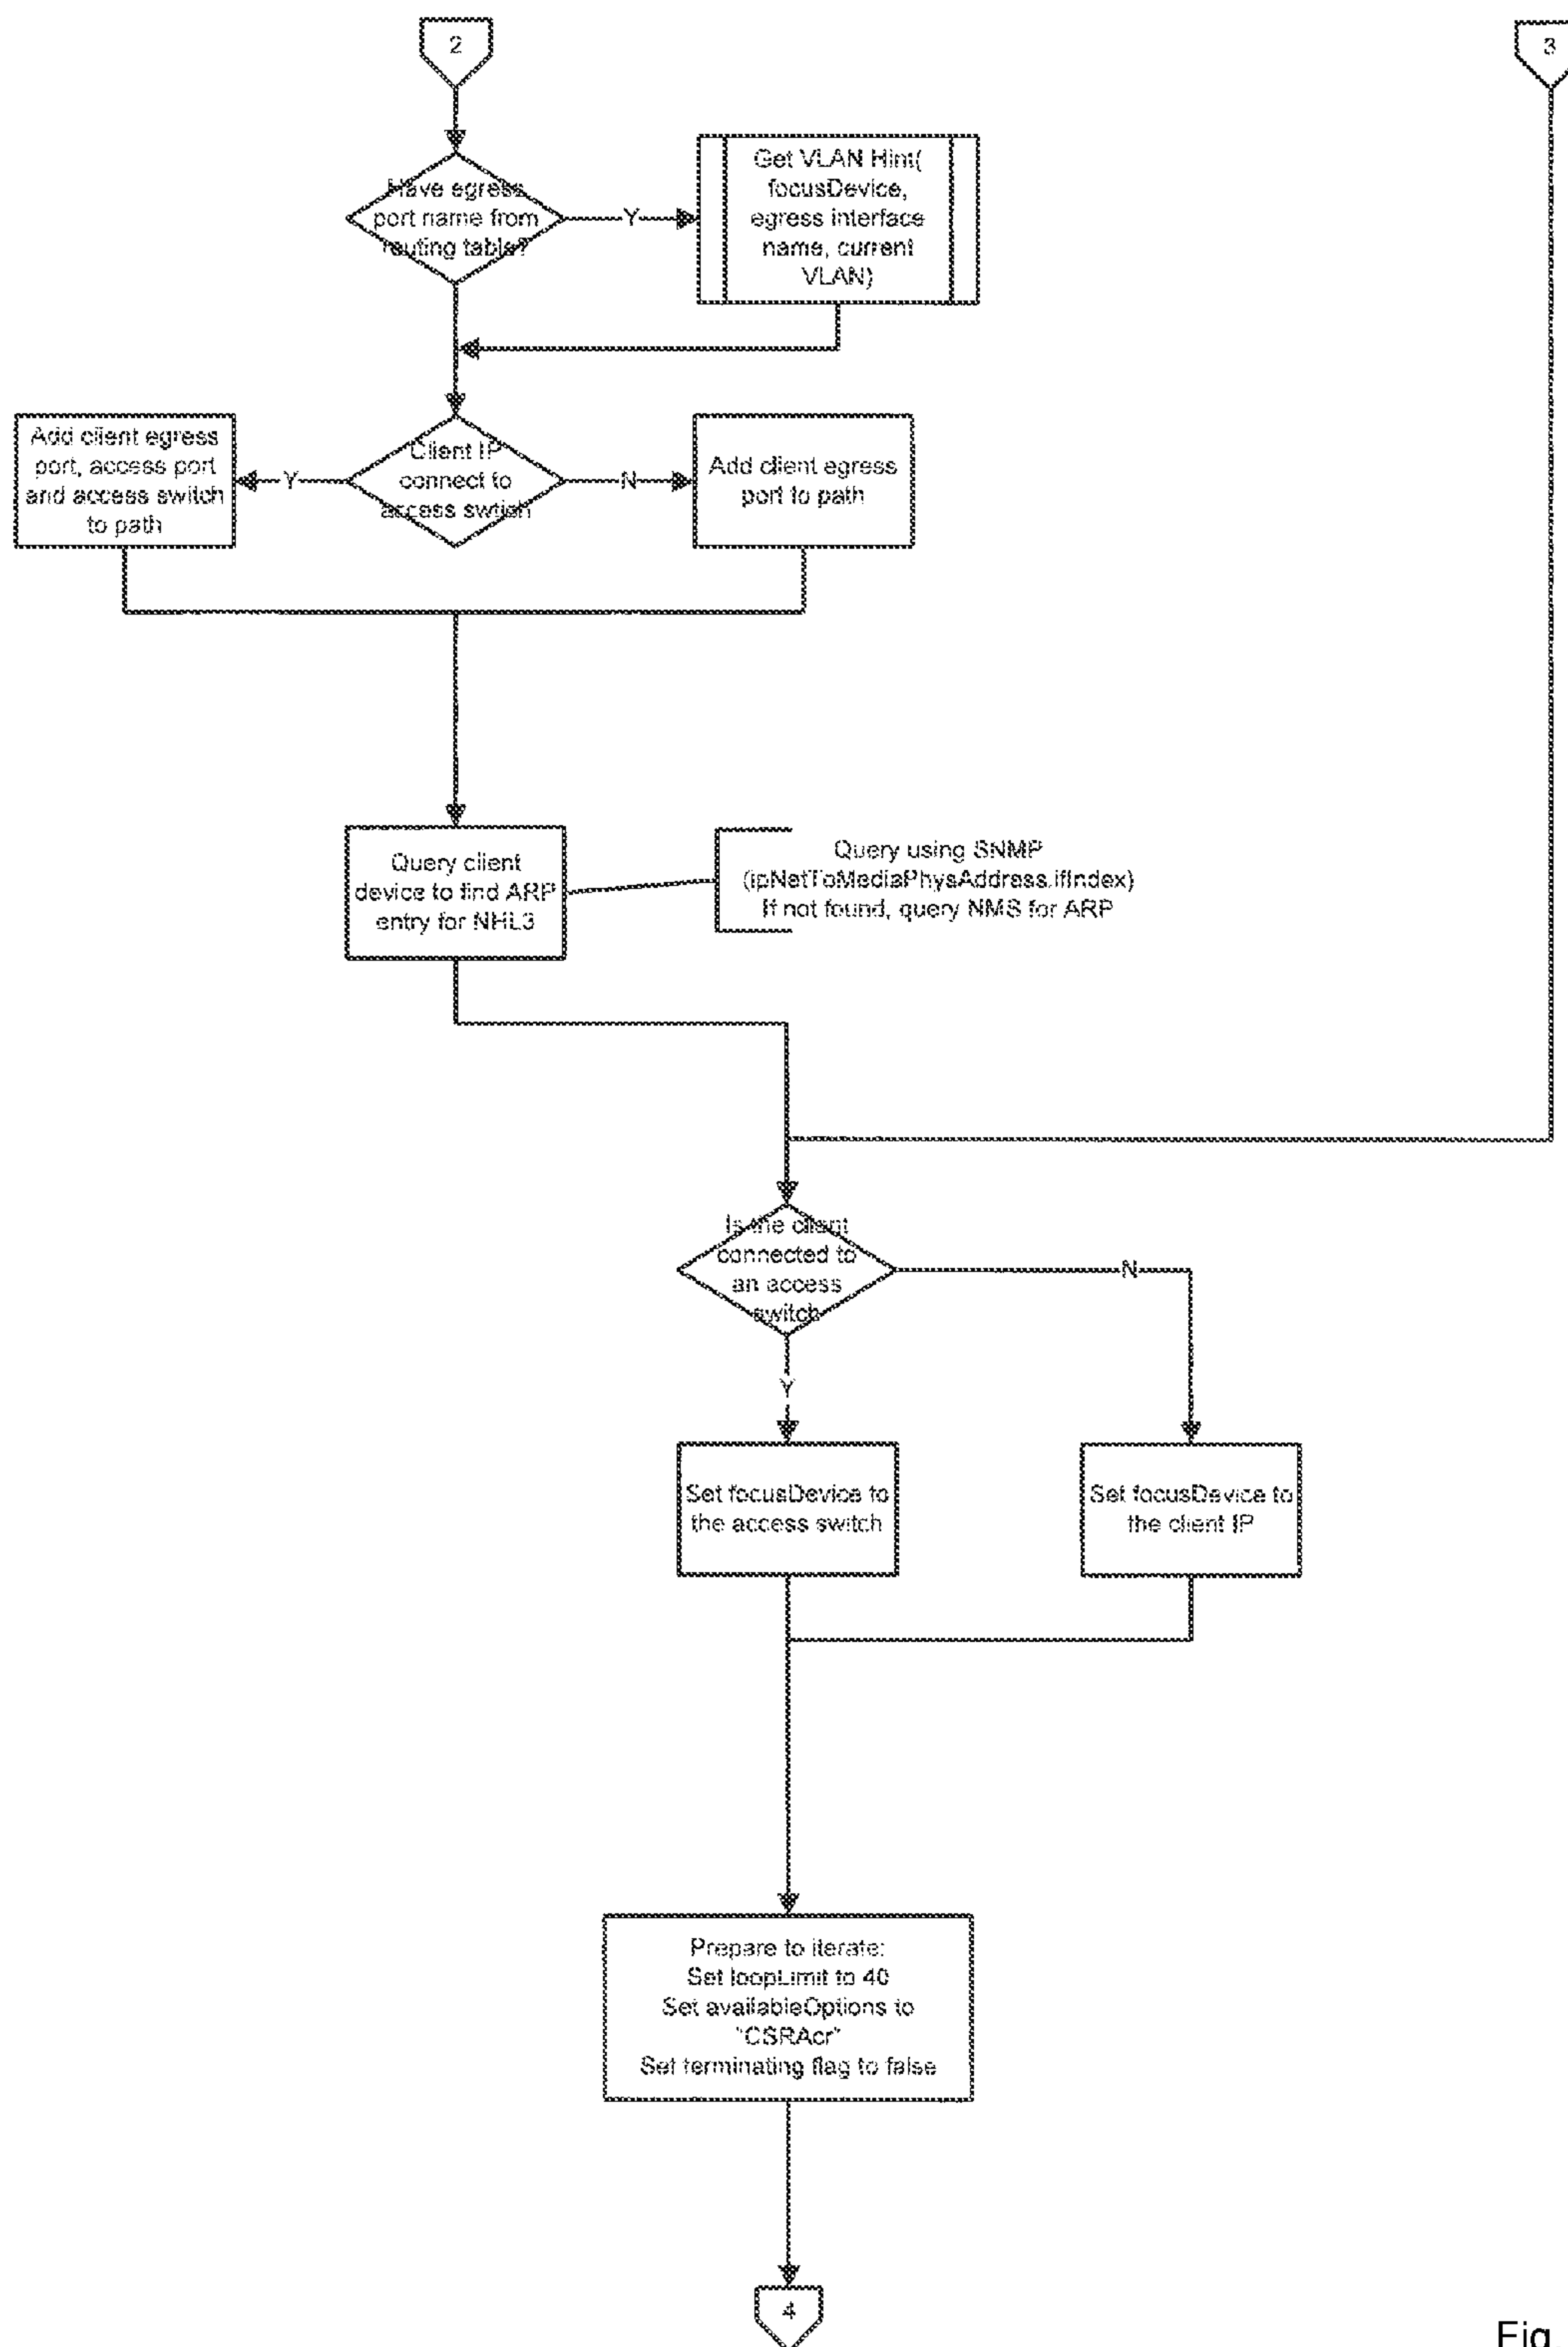 2
3
Have egress
port name from
routing table?
Y
Get VLAN Hint(
focusDevice,
egress interface
name, current
VLAN)
Add client egress
port, access port
and access switch
to path
Y
Client IP
connect to
access swtich
N
Add client egress
port to path
Query client
device to find ARP
entry for NHL3
Query using SNMP
(ipNetToMediaPhysAddress.ifIndex)
If not found, query NMS for ARP
Is the client
connected to
an access
switch
N
Y
Set focusDevice to
the access switch
Set focusDevice to
the client IP
Prepare to iterate:
Set loopLimit to 40
Set availableOptions to
"CSRAcr"
Set terminating flag to false
4
Fig.